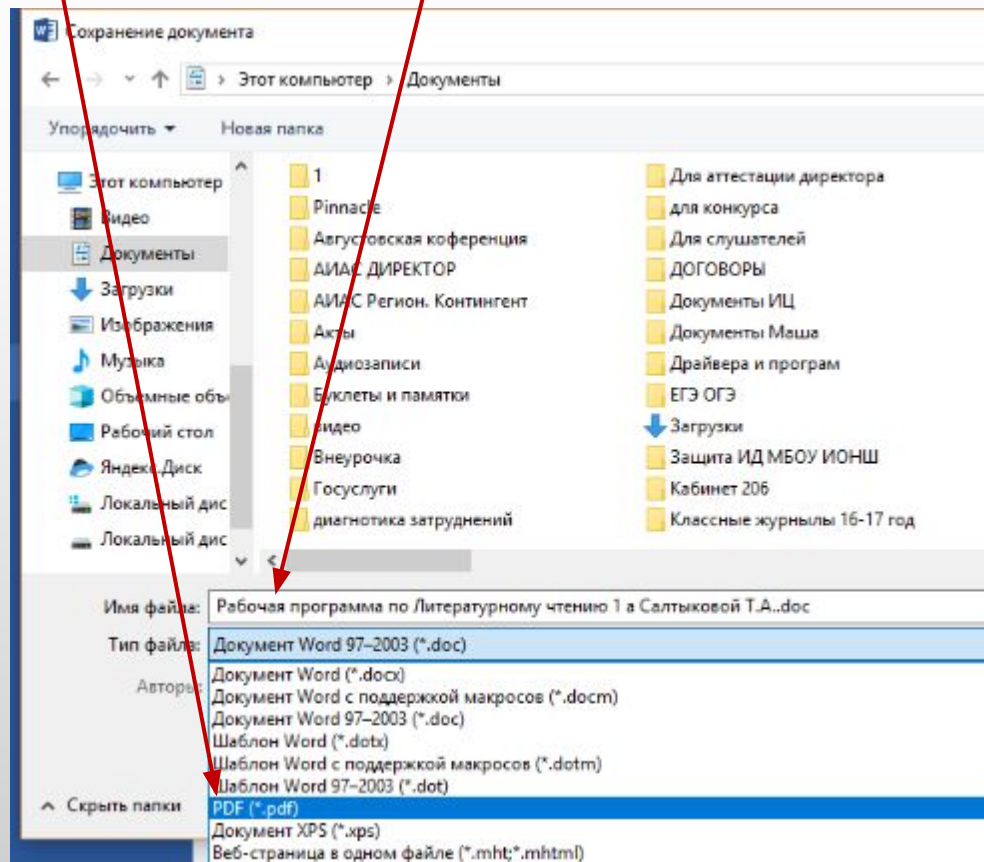 Сохранение документа
Этот компьютер › Документы
Упорядочить Новая папка
Этот компьютер
Видео
Документы
Загрузки
Изображения
Музыка
Объемные объ
Рабочий стол
Яндекс.Диск
Локальный дис
Локальный дис
1
Pinnacle
Августовская коференция
АИАС ДИРЕКТОР
АИАС Регион. Контингент
Акты
Аудиозаписи
Буклеты и памятки
видео
Внеурочка
Госуслуги
диагнотика затруднений
Для аттестации директора
для конкурса
Для слушателей
ДОГОВОРЫ
Документы ИЦ
Документы Маша
Драйвера и програм
ЕГЭ ОГЭ
Загрузки
Защита ИД МБОУ ИОНШ
Кабинет 206
Классные журнылы 16-17 год
Имя файла: Рабочая программа по Литературному чтению 1 а Салтыковой Т.А..doc
Тип файла: Документ Word 97–2003 (*.doc)
Авторы:
Документ Word (*.docx)
Документ Word с поддержкой макросов (*.docm)
Документ Word 97–2003 (*.doc)
Шаблон Word (*.dotx)
Шаблон Word с поддержкой макросов (*.dotm)
Шаблон Word 97–2003 (*.dot)
PDF (*.pdf)
Документ XPS (*.xps)
Веб-страница в одном файле (*.mht;*.mhtml)
Скрыть папки